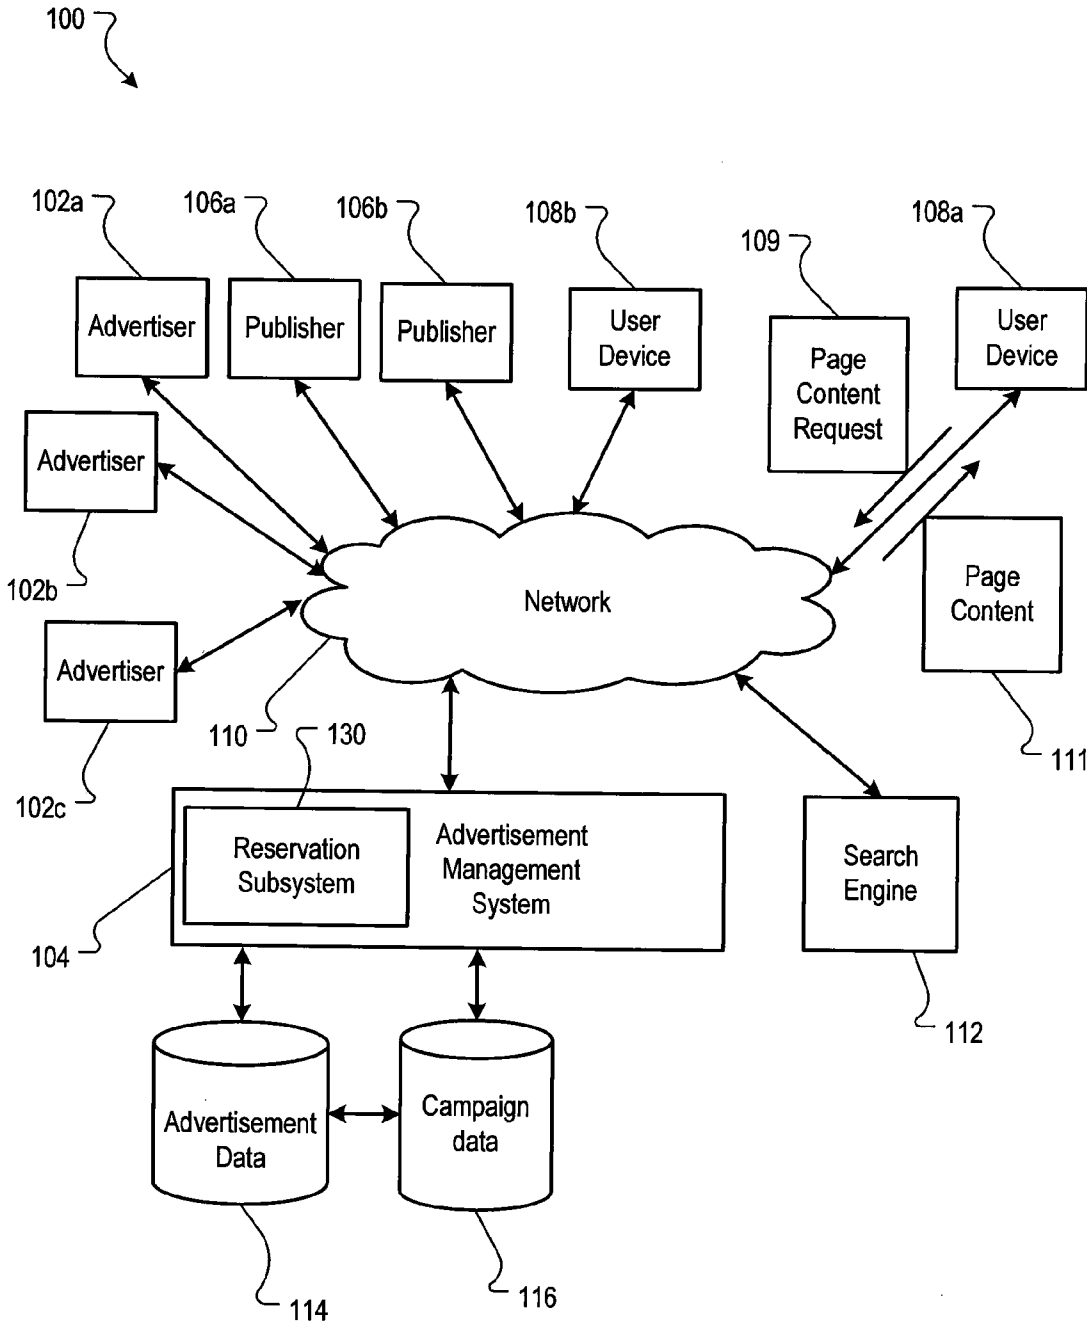 100
102a
106a
106b
108b
109
108a
Advertiser
Publisher
Publisher
User
Device
Page
Content
Request
User
Device
Advertiser
102b
Network
Page
Content
Advertiser
102c
110
130
111
Reservation
Subsystem
Advertisement
Management
System
Search
Engine
104
112
Advertisement
Data
Campaign
data
114
116